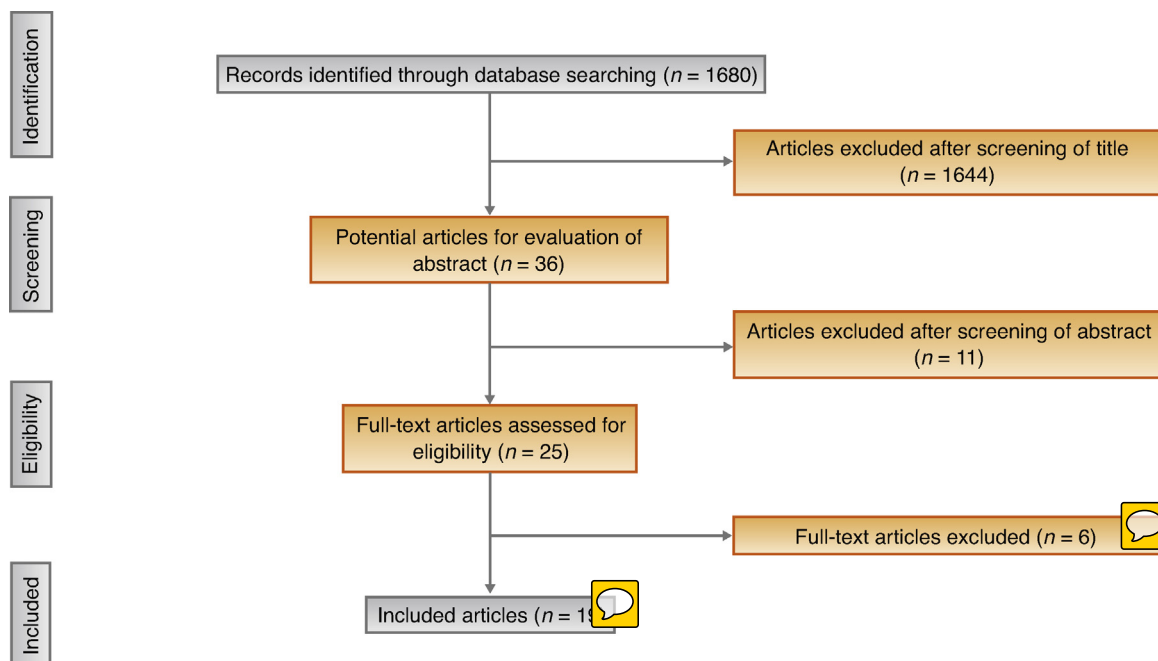 Identification
Records identified through database searching (n = 1680)
Articles excluded after screening of title
(n = 1644)
Screening
Potential articles for evaluation of
abstract (n = 36)
Articles excluded after screening of abstract
(n = 11)
Eligibility
Full-text articles assessed for
eligibility (n = 25)
Full-text articles excluded (n = 6)
Included
Included articles (n =